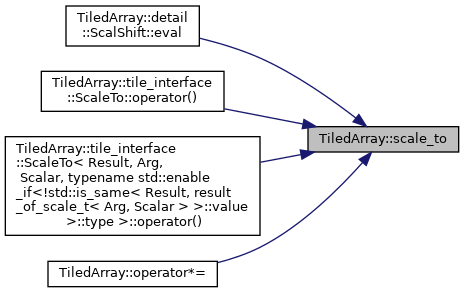 TiledArray::detail
::ScalShift::eval
TiledArray::tile_interface
::ScaleTo::operator()
TiledArray::scale_to
TiledArray::tile_interface
::ScaleTo< Result, Arg,
Scalar, typename std::enable
_if<!std::is_same< Result, result
_of_scale_t< Arg, Scalar > >::value
>::type >::operator()
TiledArray::operator*=